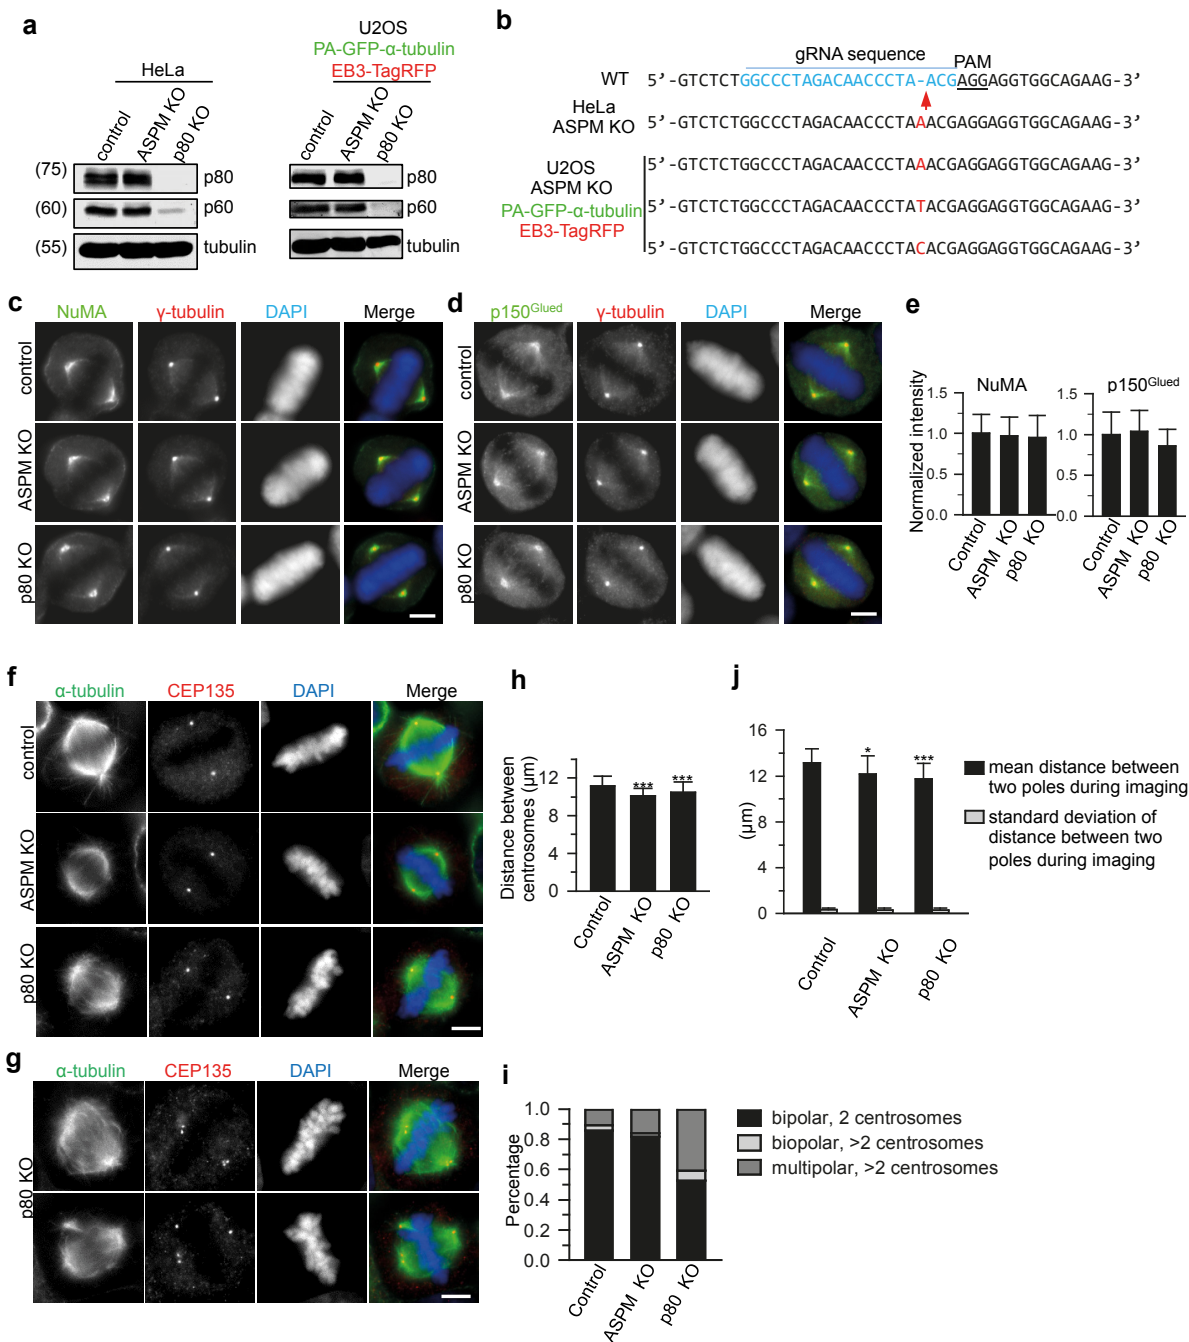 a
HeLa
control
ASPM KO
p80 KO
(75)
p80
(60)
p60
(55)
tubulin
U2OS
PA-GFP-α-tubulin
EB3-TagRFP
control
ASPM KO
p80 KO
p80
p60
tubulin
b
gRNA sequence
PAM
WT
5'-GTCTCTGGCCCTAGACAACCCTA-ACGAGGAGGTGGCAGAAG-3'
HeLa
ASPM KO
5'-GTCTCTGGCCCTAGACAACCCTAAACGAGGAGGTGGCAGAAG-3'
U2OS
ASPM KO
PA-GFP-α-tubulin
EB3-TagRFP
5'-GTCTCTGGCCCTAGACAACCCTAAACGAGGAGGTGGCAGAAG-3'
5'-GTCTCTGGCCCTAGACAACCCTATACGAGGAGGTGGCAGAAG-3'
5'-GTCTCTGGCCCTAGACAACCCTACACGAGGAGGTGGCAGAAG-3'
c
NuMA γ-tubulin DAPI Merge
control
ASPM KO
p80 KO
d
p150Glued γ-tubulin DAPI Merge
control
ASPM KO
p80 KO
e
NuMA
Normalized intensity
1.5
1.0
0.5
0.0
Control
ASPM KO
p80 KO
p150Glued
1.5
1.0
0.5
0.0
Control
ASPM KO
p80 KO
f
α-tubulin CEP135 DAPI Merge
control
ASPM KO
p80 KO
g
α-tubulin CEP135 DAPI Merge
p80 KO
h
Distance between
centrosomes (µm)
12
8
4
0
*** ***
Control
ASPM KO
p80 KO
j
(µm)
16
12
8
4
0
* ***
Control
ASPM KO
p80 KO
mean distance between
two poles during imaging
standard deviation of
distance between two
poles during imaging
i
Percentage
1.0
0.8
0.6
0.4
0.2
0.0
Control
ASPM KO
p80 KO
bipolar, 2 centrosomes
biopolar, >2 centrosomes
multipolar, >2 centrosomes